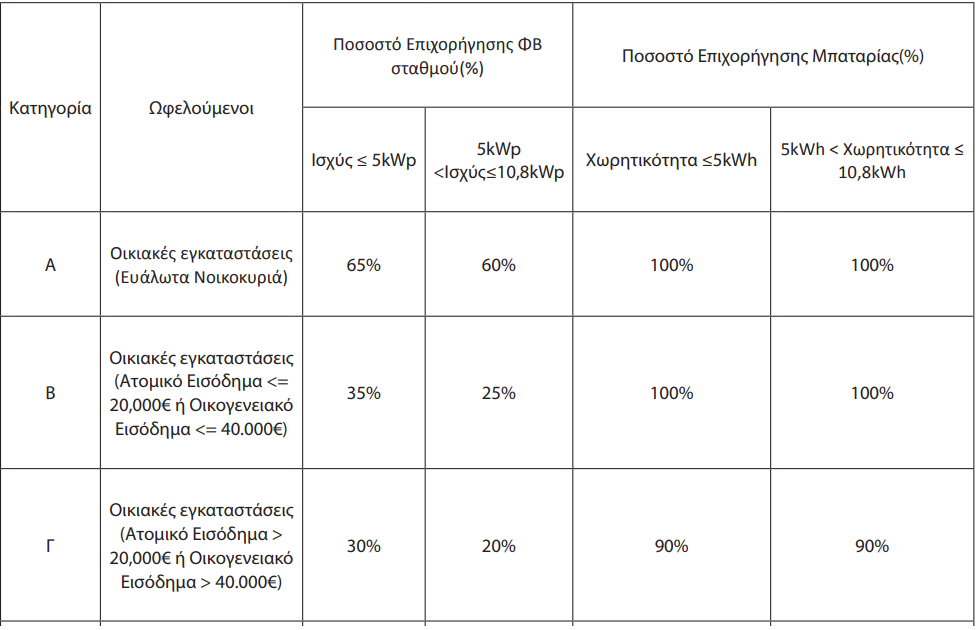 Κατηγορία
Ωφελούμενοι
Ποσοστό Επιχορήγησης ΦΒ
σταθμού(%)
Ποσοστό Επιχορήγησης Μπαταρίας(%)
Ισχύς ≤ 5kWp
5kWp
<Ισχύς≤10,8kWp
Χωρητικότητα ≤5kWh
5kWh < Χωρητικότητα ≤
10,8kWh
Α
Οικιακές εγκαταστάσεις
(Ευάλωτα Νοικοκυριά)
65%
60%
100%
100%
Β
Οικιακές εγκαταστάσεις
(Ατομικό Εισόδημα <=
20,000€ ή Οικογενειακό
Εισόδημα <= 40.000€)
35%
25%
100%
100%
Γ
Οικιακές εγκαταστάσεις
(Ατομικό Εισόδημα >
20,000€ ή Οικογενειακό
Εισόδημα > 40.000€)
30%
20%
90%
90%